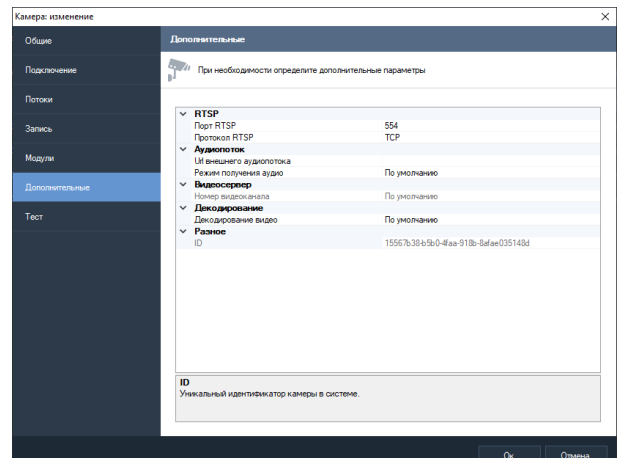 Камера: изменение
Общие
Подключение
Потоки
Запись
Модули
Дополнительные
Тест
Дополнительные
При необходимости определите дополнительные параметры
RTSP
Порт RTSP 554
Протокол RTSP TCP
Аудиопоток
Url внешнего аудиопотока
Режим получения аудио По умолчанию
Видеосервер
Номер видеоканала По умолчанию
Декодирование
Декодирование видео По умолчанию
Разное
ID 15567b38-b5b0-4faa-918b-8afae035148d
ID
Уникальный идентификатор камеры в системе.
Ок Отмена